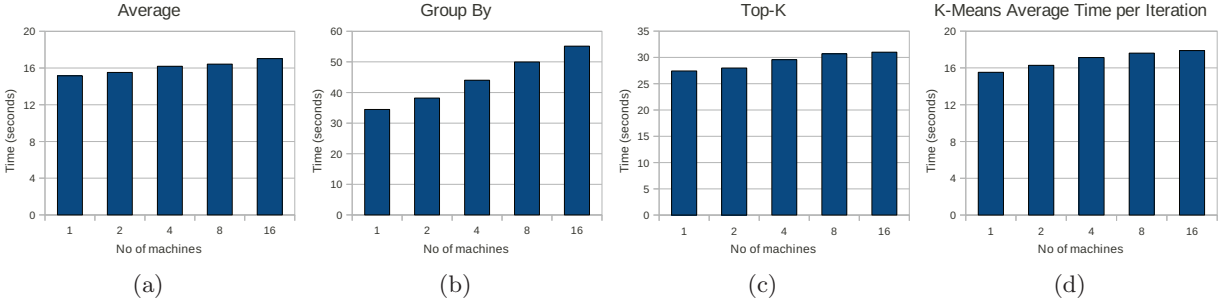 Average
20
16
12
8
4
0
Time (seconds)
1 2 4 8 16
No of machines
(a)
Group By
60
50
40
30
20
10
0
Time (seconds)
1 2 4 8 16
No of machines
(b)
Top-K
35
30
25
20
15
10
5
0
Time (seconds)
1 2 4 8 16
No of machines
(c)
K-Means Average Time per Iteration
20
16
12
8
4
0
Time (seconds)
1 2 4 8 16
No of machines
(d)